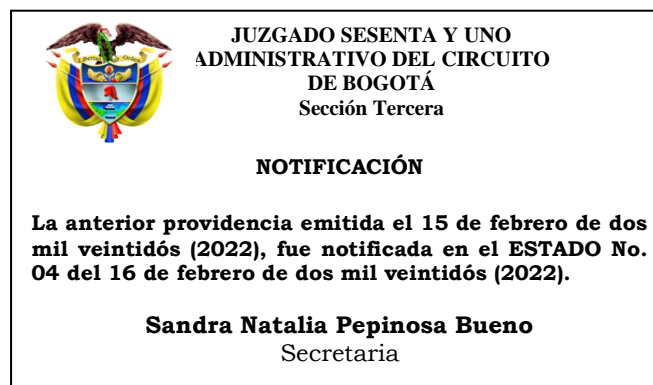 JUZGADO SESENTA Y UNO
ADMINISTRATIVO DEL CIRCUITO
DE BOGOTÁ
Sección Tercera
Libertad y Orden
NOTIFICACIÓN
La anterior providencia emitida el 15 de febrero de dos
mil veintidós (2022), fue notificada en el ESTADO No.
04 del 16 de febrero de dos mil veintidós (2022).
Sandra Natalia Pepinosa Bueno
Secretaria